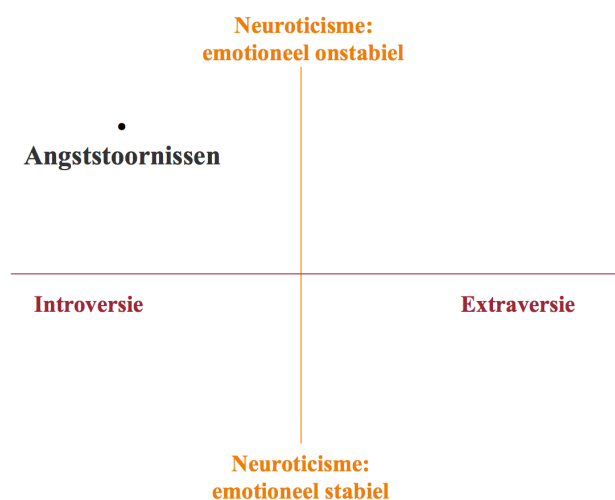 Neuroticisme:
emotioneel onstabiel
Angststoornissen
Introversie
Extraversie
Neuroticisme:
emotioneel stabiel